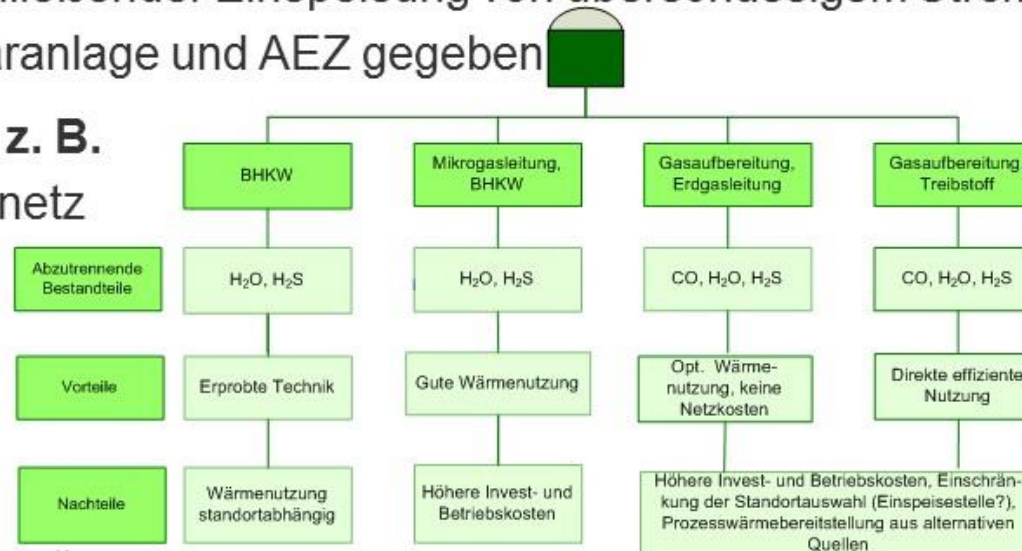 aranlage und AEZ gegeben
z. B.
netz
BHKW
Mikrogasleitung,
BHKW
Gasaufbereitung,
Erdgasleitung
Gasaufbereitung
Treibstoff
Abzutrennende
Bestandteile
H₂O, H₂S
H₂O, H₂S
CO, H₂O, H₂S
CO, H₂O, H₂S
Vorteile
Erprobte Technik
Gute Wärmenutzung
Opt. Wärme-
nutzung, keine
Netzkosten
Direkte effiziente
Nutzung
Nachteile
Wärmenutzung
standortabhängig
Höhere Invest- und
Betriebskosten
Höhere Invest- und Betriebskosten, Einschrän-
kung der Standortauswahl (Einspeisestelle?),
Prozesswärmebereitstellung aus alternativen
Quellen